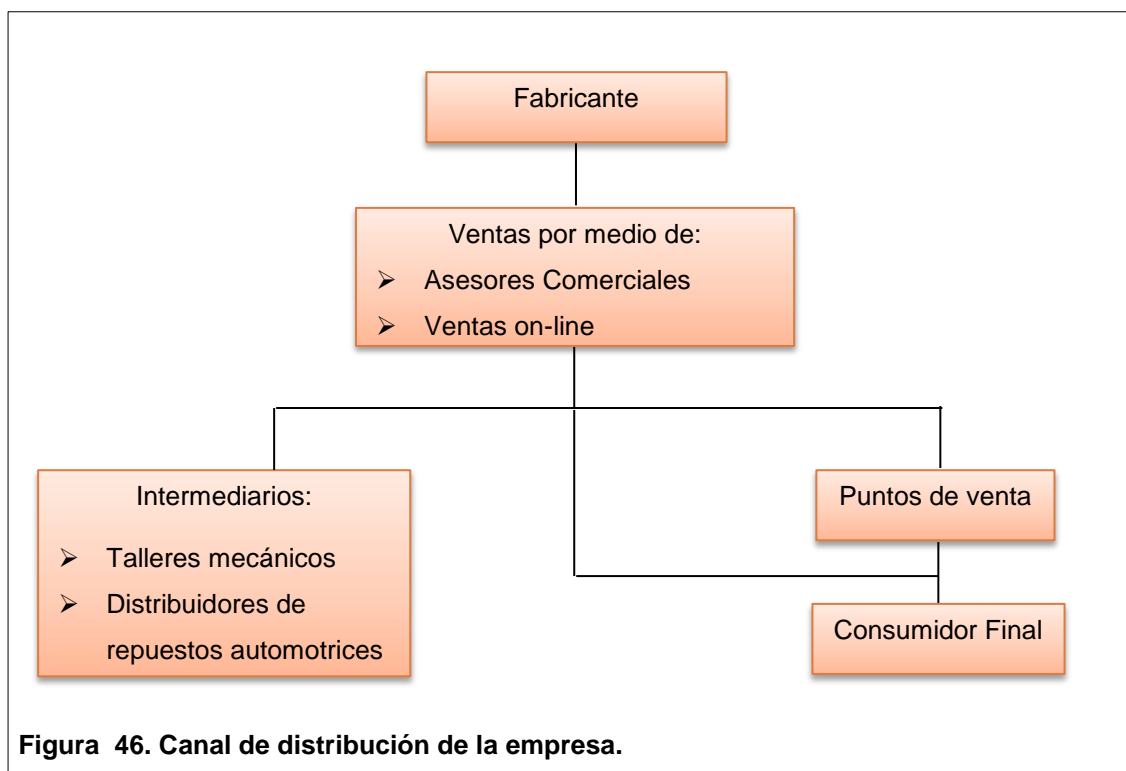 Fabricante
Ventas por medio de:
➢ Asesores Comerciales
➢ Ventas on-line
Intermediarios:
➢ Talleres mecánicos
➢ Distribuidores de
repuestos automotrices
Puntos de venta
Consumidor Final
Figura 46. Canal de distribución de la empresa.